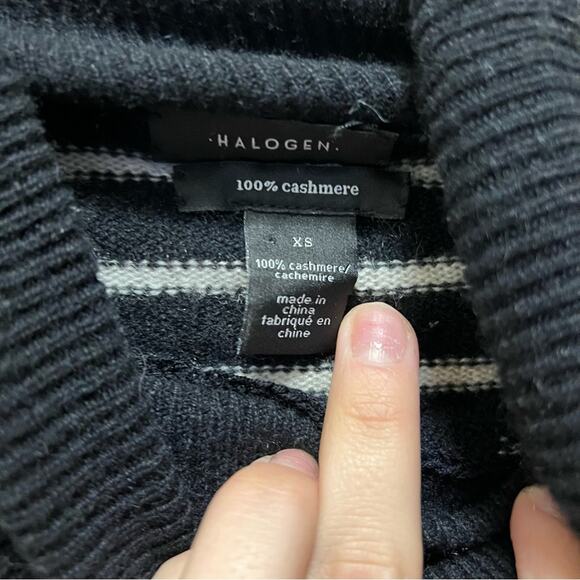 ·HALOGEN·
100% cashmere
XS
100% cashmere/
cachemire
made in
china
fabriqué en
chine